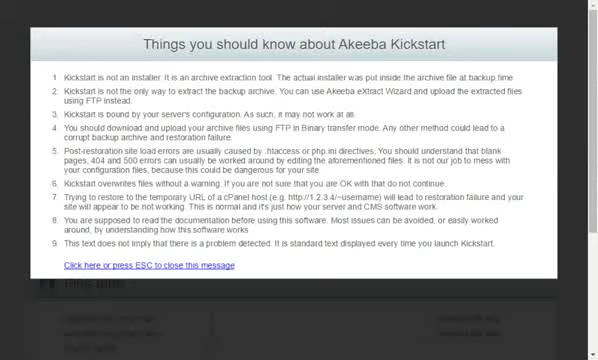 Things you should know about Akeeba Kickstart
1. Kickstart is not an installer. It is an archive extraction tool. The actual installer was put inside the archive file at backup time.
2. Kickstart is not the only way to extract the backup archive. You can use Akeeba eXtract Wizard and upload the extracted files
using FTP instead.
3. Kickstart is bound by your server's configuration. As such, it may not work at all.
4. You should download and upload your archive files using FTP in Binary transfer mode. Any other method could lead to a
corrupt backup archive and restoration failure.
5. Post-restoration site load errors are usually caused by .htaccess or php.ini directives. You should understand that blank
pages, 404 and 500 errors can usually be worked around by editing the aforementioned files. It is not our job to mess with
your configuration files, because this could be dangerous for your site.
6. Kickstart overwrites files without a warning. If you are not sure that you are OK with that do not continue.
7. Trying to restore to the temporary URL of a cPanel host (e.g. http://1.2.3.4/~username) will lead to restoration failure and your
site will appear to be not working. This is normal and it's just how your server and CMS software work.
8. You are supposed to read the documentation before using this software. Most issues can be avoided, or easily worked
around, by understanding how this software works.
9. This text does not imply that there is a problem detected. It is standard text displayed every time you launch Kickstart.
Click here or press ESC to close this message